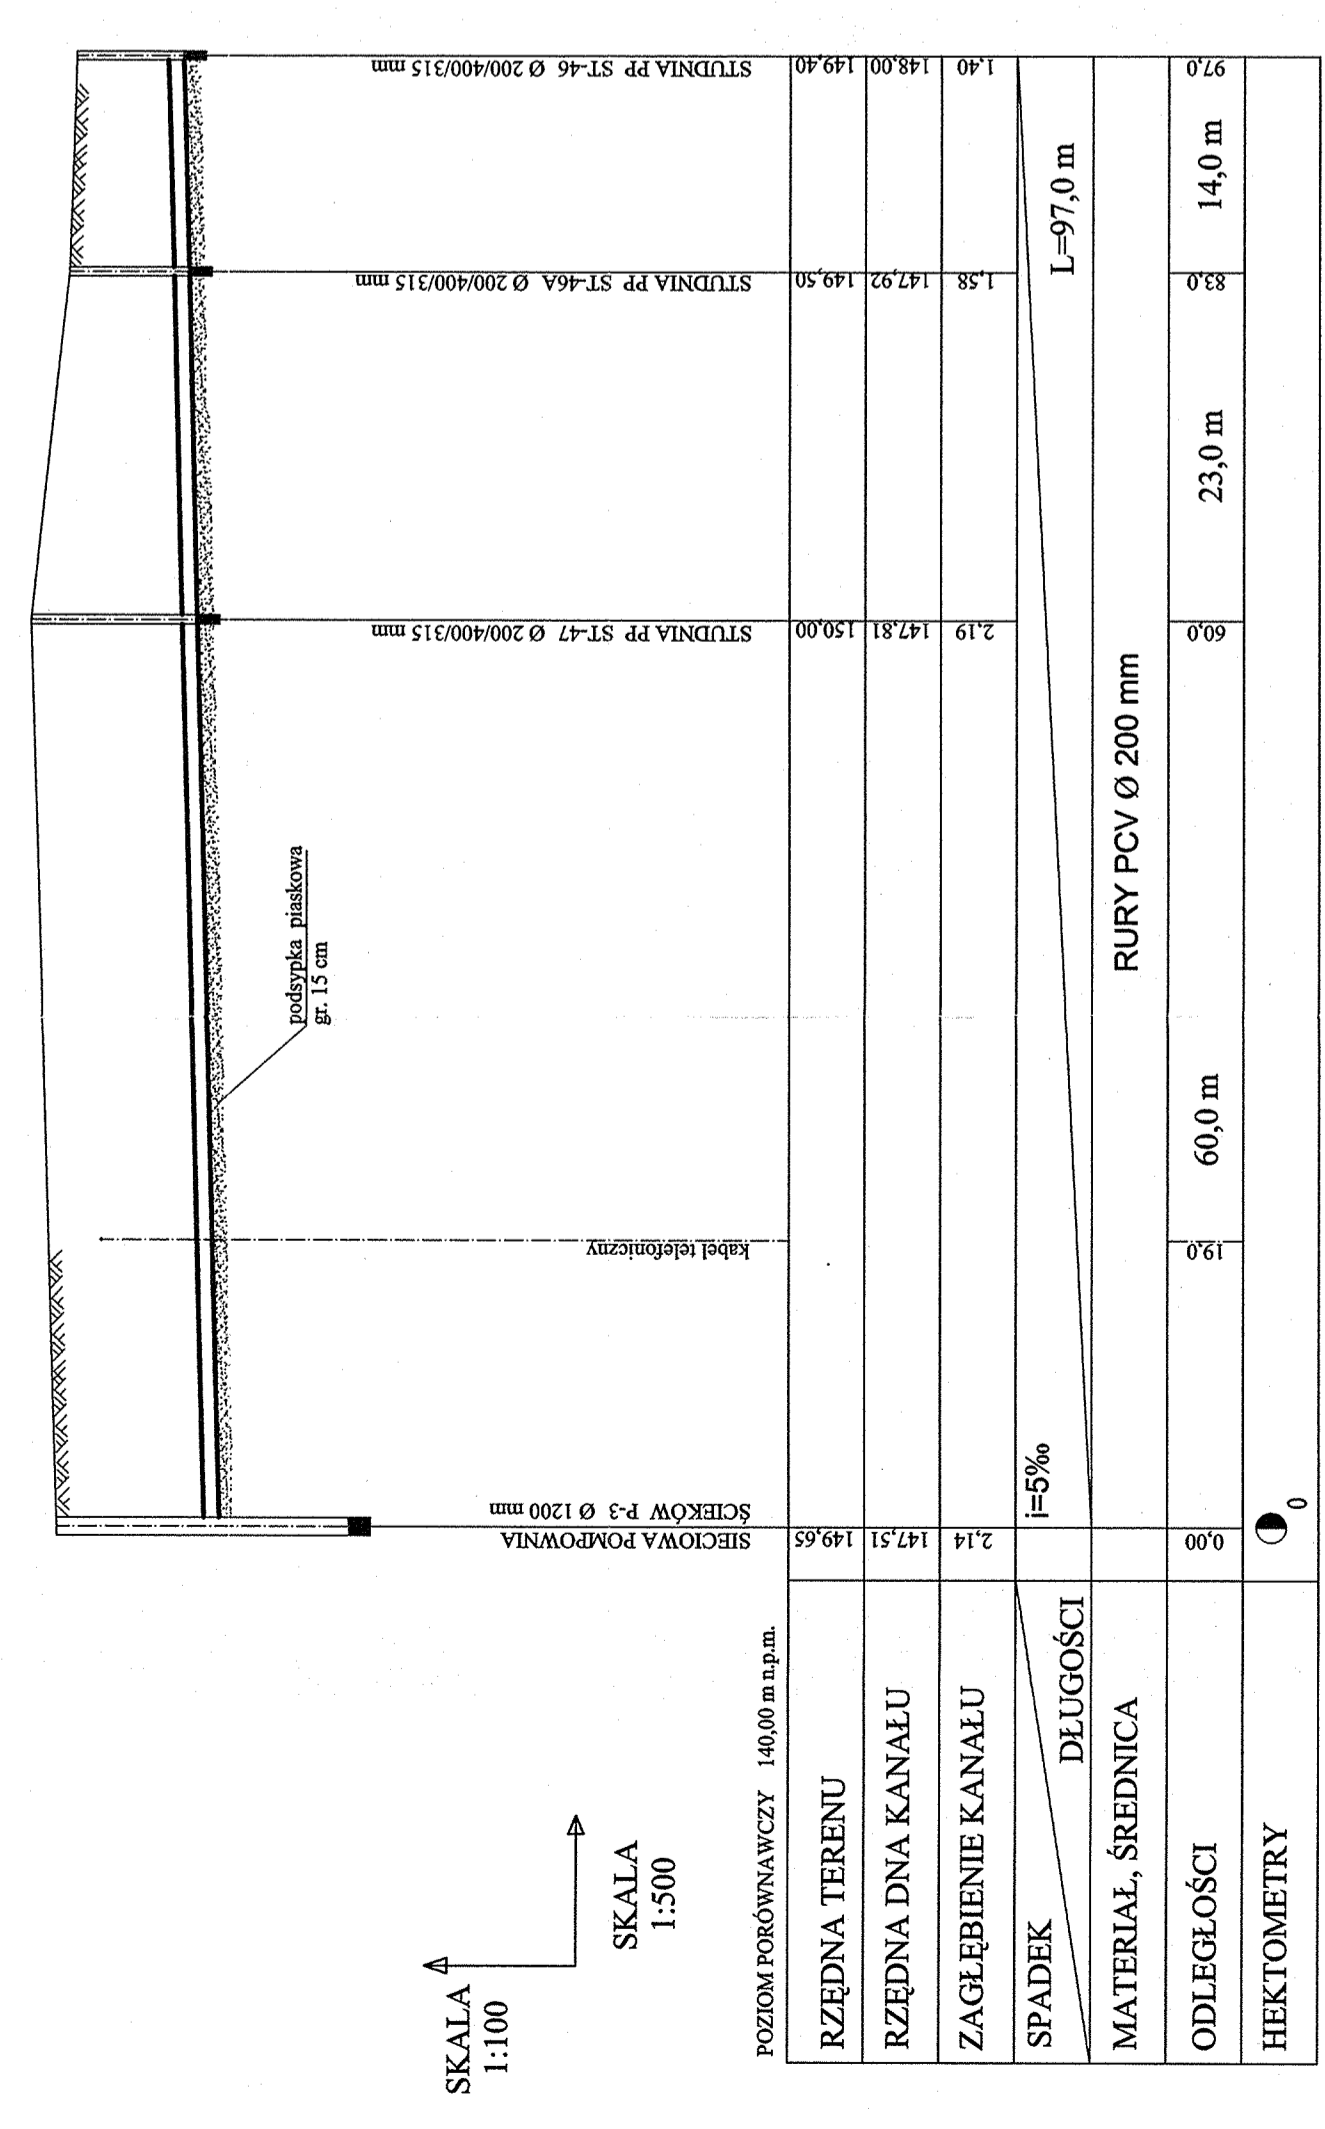 podsypka piaskowa
gr. 15 cm
SKALA
1:100
SKALA
1:500
SIECIOWA POMPOWNIA
ŚCIEKÓW P-3 Ø 1200 mm
kabel telefoniczny
STUDNIA PP ST-47 Ø 200/400/315 mm
STUDNIA PP ST-46A Ø 200/400/315 mm
STUDNIA PP ST-46 Ø 200/400/315 mm
POZIOM PORÓWNAWCZY 140,00 m n.p.m.
RZĘDNA TERENU 149,65 150,00 149,50 149,40
RZĘDNA DNA KANAŁU 147,51 147,81 147,92 148,00
ZAGŁĘBIENIE KANAŁU 2,14 2,19 1,58 1,40
SPADEK i=5‰
DŁUGOŚCI L=97,0 m
MATERIAŁ, ŚREDNICA RURY PCV Ø 200 mm
ODLEGŁOŚCI 0,00 19,0 60,0 m 60,0 23,0 m 83,0 14,0 m 97,0
HEKTOMETRY 0